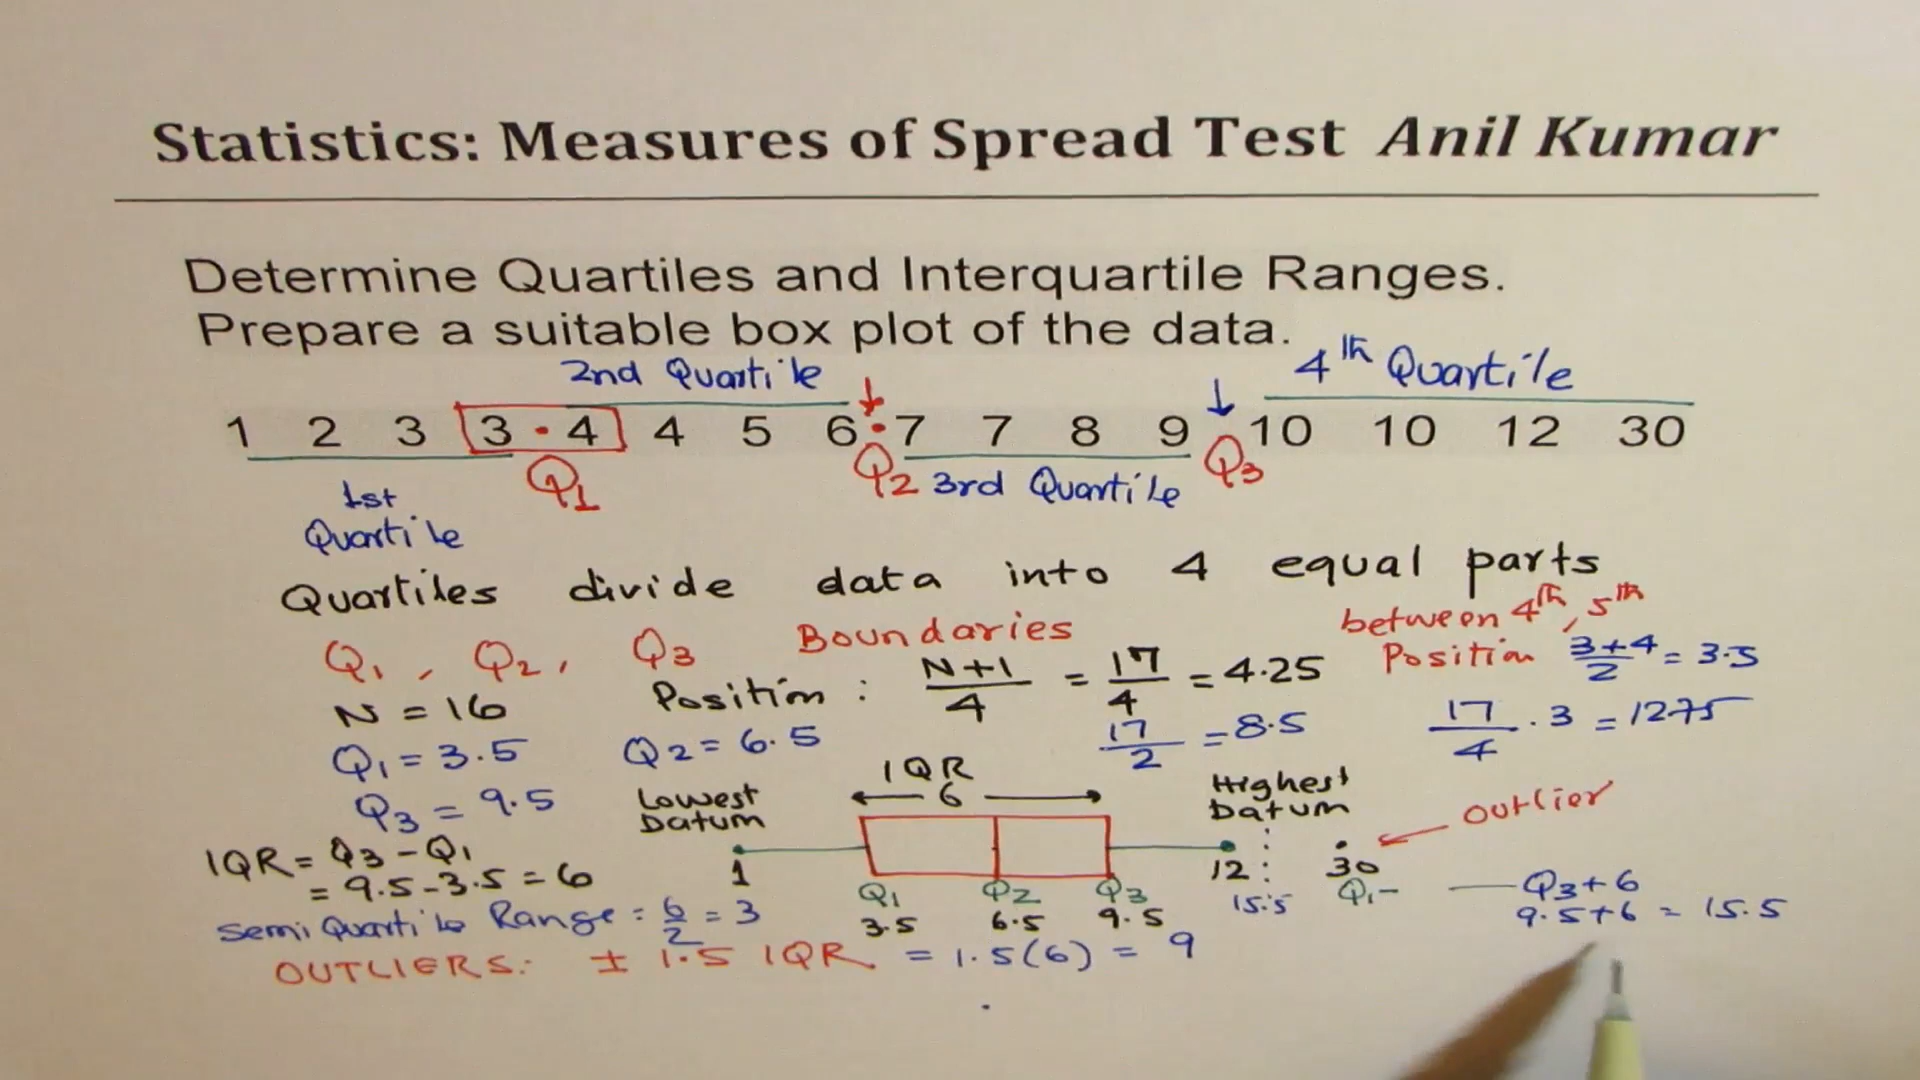 Statistics: Measures of Spread Test Anil Kumar
Determine Quartiles and Interquartile Ranges.
Prepare a suitable box plot of the data.
2nd Quartile
4th Quartile
1 2 3 3 · 4 4 5 6 · 7 7 8 9 10 10 12 30
Q1 Q2 Q3
1st Quartile
3rd Quartile
Quartiles divide data into 4 equal parts
Q1, Q2, Q3 Boundaries
between 4th, 5th
Position 3+4/2 = 3.5
N = 16 Position: N+1/4 = 17/4 = 4.25
Q1 = 3.5 Q2 = 6.5 17/2 = 8.5 17/4 · 3 = 12.75
Q3 = 9.5
IQR
← 6 →
Lowest Datum
Highest Datum
outlier
IQR = Q3 - Q1
= 9.5 - 3.5 = 6
1 12 30
Q1 Q2 Q3
3.5 6.5 9.5
15.5 Q1-
Q3+6
9.5+6 = 15.5
Semi Quartile Range = 6/2 = 3
OUTLIERS: ± 1.5 IQR = 1.5(6) = 9